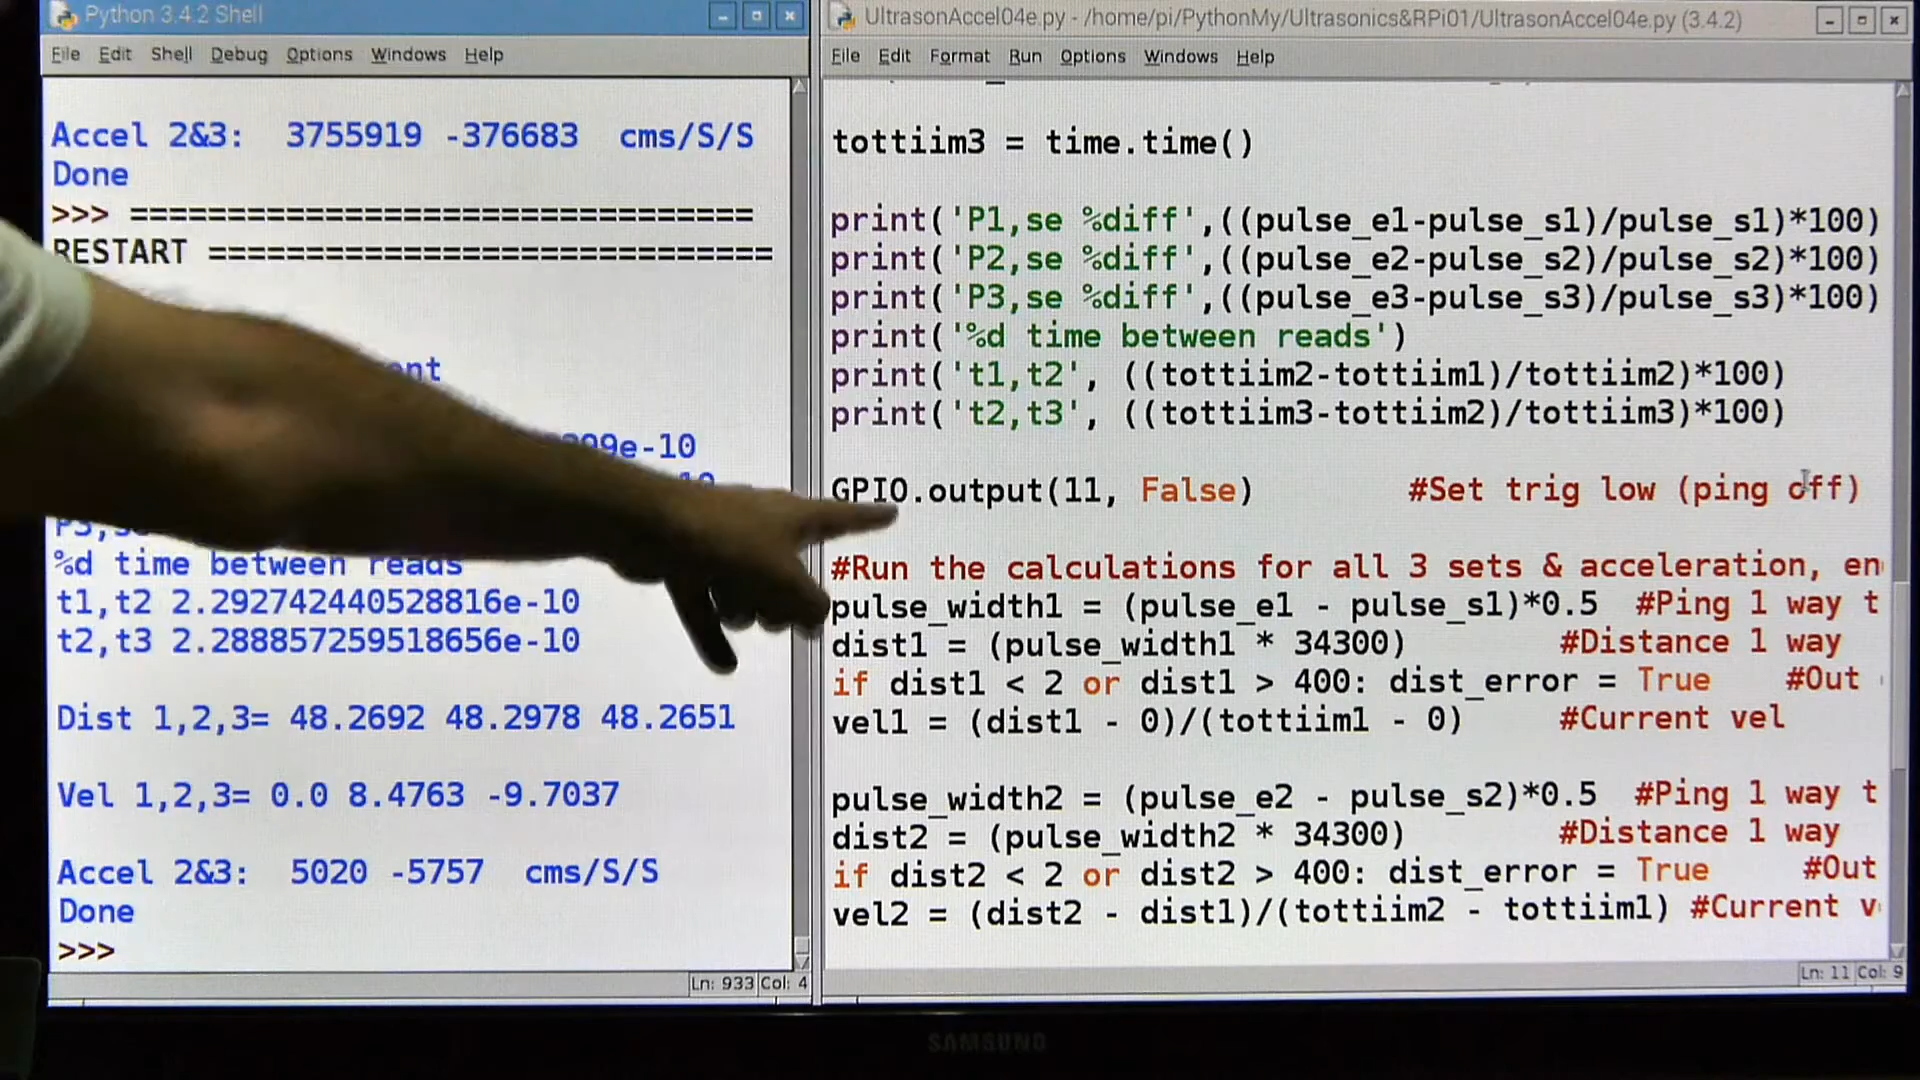 Python 3.4.2 Shell
File Edit Shell Debug Options Windows Help
Accel 2&3: 3755919 -376683 cms/S/S
Done
>>> =================================
RESTART ==============================
nt
99e-10
10
P3,s
%d time between reads
t1,t2 2.292742440528816e-10
t2,t3 2.288857259518656e-10
Dist 1,2,3= 48.2692 48.2978 48.2651
Vel 1,2,3= 0.0 8.4763 -9.7037
Accel 2&3: 5020 -5757 cms/S/S
Done
>>>
Ln: 933 Col: 4
UltrasonAccel04e.py - /home/pi/PythonMy/Ultrasonics&RPi01/UltrasonAccel04e.py (3.4.2)
File Edit Format Run Options Windows Help
tottiim3 = time.time()
print('P1,se %diff',((pulse_e1-pulse_s1)/pulse_s1)*100)
print('P2,se %diff',((pulse_e2-pulse_s2)/pulse_s2)*100)
print('P3,se %diff',((pulse_e3-pulse_s3)/pulse_s3)*100)
print('%d time between reads')
print('t1,t2', ((tottiim2-tottiim1)/tottiim2)*100)
print('t2,t3', ((tottiim3-tottiim2)/tottiim3)*100)
GPIO.output(11, False) #Set trig low (ping off)
#Run the calculations for all 3 sets & acceleration, en
pulse_width1 = (pulse_e1 - pulse_s1)*0.5 #Ping 1 way t
dist1 = (pulse_width1 * 34300) #Distance 1 way
if dist1 < 2 or dist1 > 400: dist_error = True #Out
vel1 = (dist1 - 0)/(tottiim1 - 0) #Current vel
pulse_width2 = (pulse_e2 - pulse_s2)*0.5 #Ping 1 way t
dist2 = (pulse_width2 * 34300) #Distance 1 way
if dist2 < 2 or dist2 > 400: dist_error = True #Out
vel2 = (dist2 - dist1)/(tottiim2 - tottiim1) #Current v
Ln: 11 Col: 9
SAMSUNG